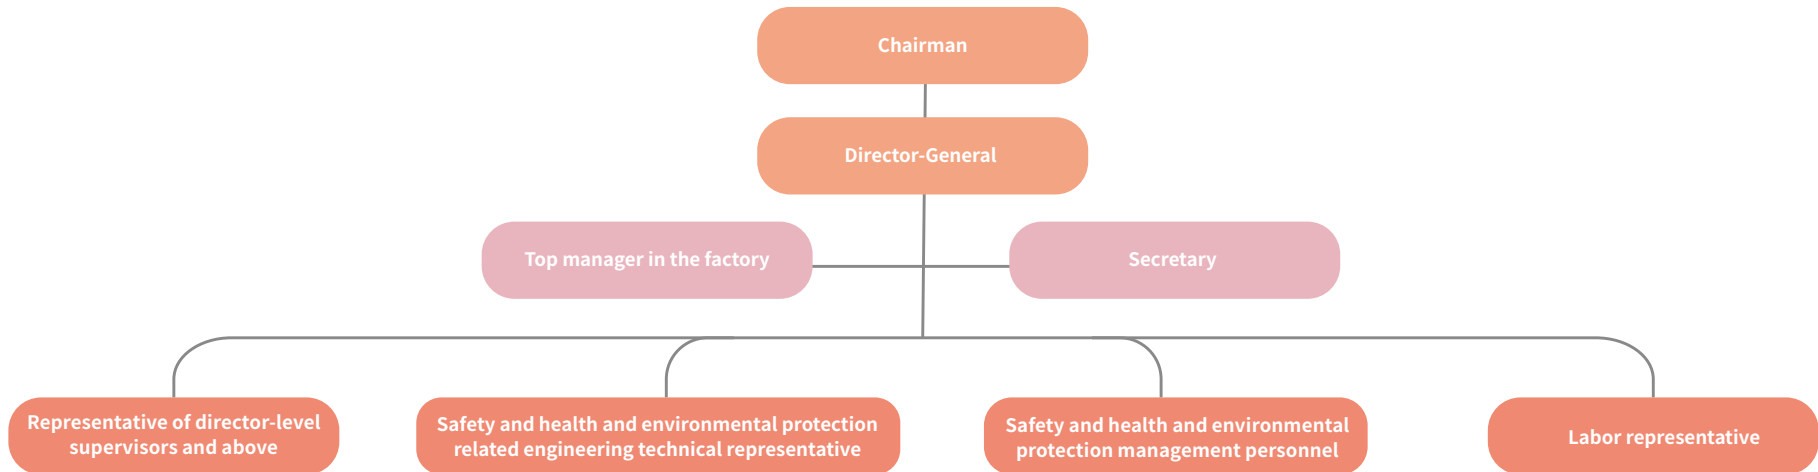 Chairman
Director-General
Top manager in the factory
Secretary
Representative of director-level
supervisors and above
Safety and health and environmental protection
related engineering technical representative
Safety and health and environmental
protection management personnel
Labor representative